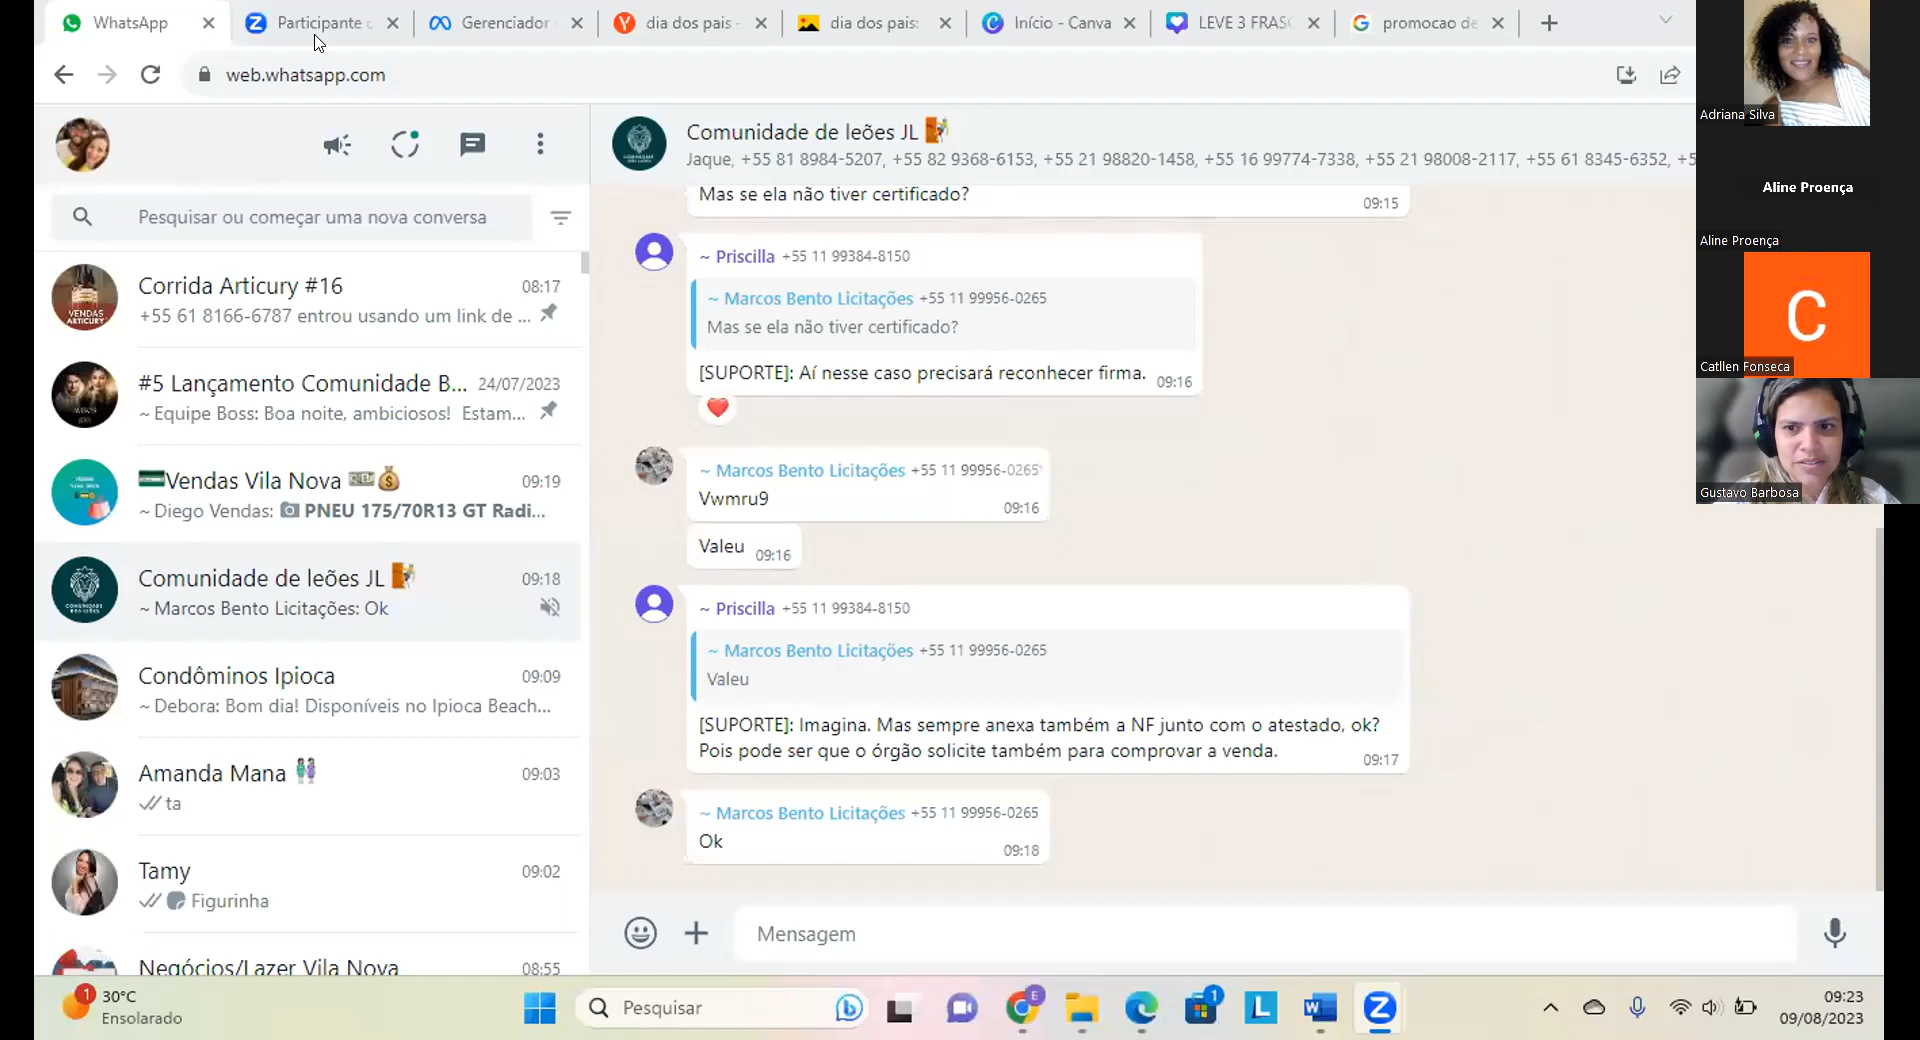 WhatsApp
Participante c
Gerenciador
dia dos pais -
dia dos pais:
Início - Canva
LEVE 3 FRASC
promocao de
web.whatsapp.com
Adriana Silva
Comunidade de leões JL
Jaque, +55 81 8984-5207, +55 82 9368-6153, +55 21 98820-1458, +55 16 99774-7338, +55 21 98008-2117, +55 61 8345-6352, +5
Aline Proença
Aline Proença
Pesquisar ou começar uma nova conversa
Mas se ela não tiver certificado?
09:15
~ Priscilla +55 11 99384-8150
~ Marcos Bento Licitações +55 11 99956-0265
Mas se ela não tiver certificado?
[SUPORTE]: Aí nesse caso precisará reconhecer firma.
09:16
C
Catllen Fonseca
Gustavo Barbosa
Corrida Articury #16
08:17
+55 61 8166-6787 entrou usando um link de ...
VENDAS
ARTICURY
#5 Lançamento Comunidade B...
24/07/2023
~ Equipe Boss: Boa noite, ambiciosos! Estam...
Vendas Vila Nova
09:19
~ Diego Vendas: PNEU 175/70R13 GT Radi...
Comunidade de leões JL
09:18
~ Marcos Bento Licitações: Ok
Condôminos Ipioca
09:09
~ Debora: Bom dia! Disponíveis no Ipioca Beach...
Amanda Mana
09:03
ta
Tamy
09:02
Figurinha
Negócios/Lazer Vila Nova
08:55
~ Marcos Bento Licitações +55 11 99956-0265
Vwmru9
09:16
Valeu
09:16
~ Priscilla +55 11 99384-8150
~ Marcos Bento Licitações +55 11 99956-0265
Valeu
[SUPORTE]: Imagina. Mas sempre anexa também a NF junto com o atestado, ok?
Pois pode ser que o órgão solicite também para comprovar a venda.
09:17
~ Marcos Bento Licitações +55 11 99956-0265
Ok
09:18
Mensagem
1
30°C
Ensolarado
Pesquisar
E
1
L
09:23
09/08/2023